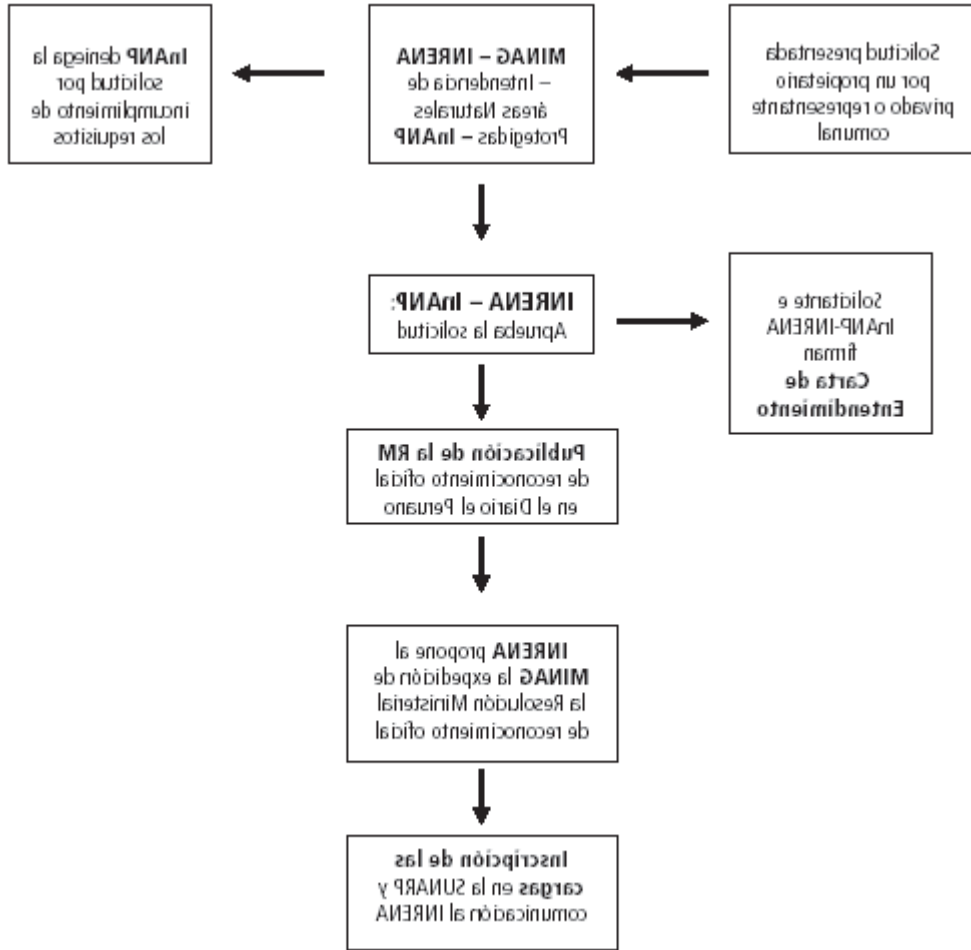 Solicitud presentada
por un propietario
privado o representante
comunal
MINAG – INRENA
– Intendencia de
áreas Naturales
Protegidas – InANP
InANP deniega la
solicitud por
incumplimiento de
los requisitos
INRENA – InANP:
Aprueba la solicitud
Solicitante e
InANP-INRENA
firman
Carta de
Entendimiento
Publicación de la RM
de reconocimiento oficial
en el Diario el Peruano
INRENA propone al
MINAG la expedición de
la Resolución Ministerial
de reconocimiento oficial
Inscripción de las
cargas en la SUNARP y
comunicación al INRENA